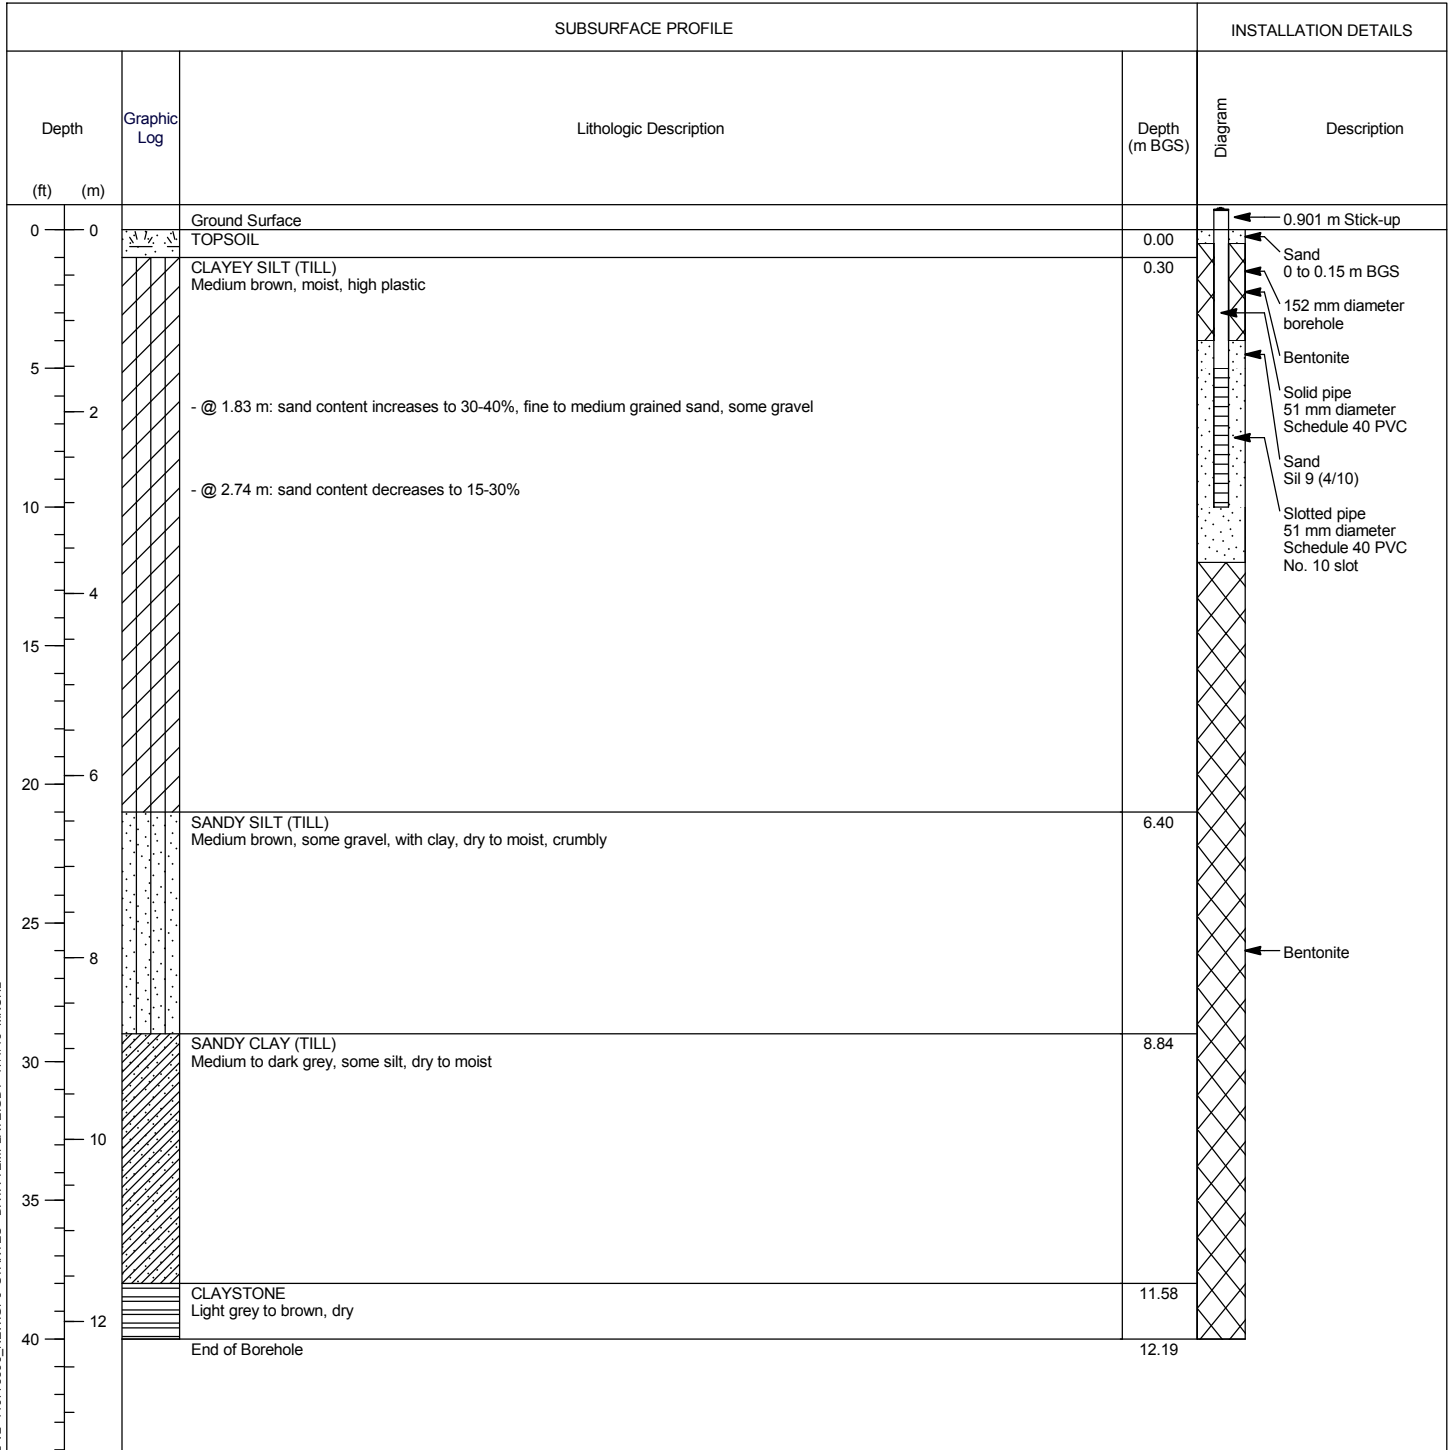 SUBSURFACE PROFILE
INSTALLATION DETAILS
Depth
(ft) (m)
Graphic
Log
Lithologic Description
Depth
(m BGS)
Diagram
Description
Ground Surface
0.901 m Stick-up
0 0
TOPSOIL
0.00
Sand
0 to 0.15 m BGS
CLAYEY SILT (TILL)
0.30
Medium brown, moist, high plastic
152 mm diameter
borehole
Bentonite
5
Solid pipe
51 mm diameter
Schedule 40 PVC
2
- @ 1.83 m: sand content increases to 30-40%, fine to medium grained sand, some gravel
Sand
Sil 9 (4/10)
- @ 2.74 m: sand content decreases to 15-30%
10
Slotted pipe
51 mm diameter
Schedule 40 PVC
No. 10 slot
4
15
6
20
SANDY SILT (TILL)
6.40
Medium brown, some gravel, with clay, dry to moist, crumbly
25
8
Bentonite
SANDY CLAY (TILL)
8.84
Medium to dark grey, some silt, dry to moist
30
10
35
CLAYSTONE
11.58
Light grey to brown, dry
12
40
End of Borehole
12.19